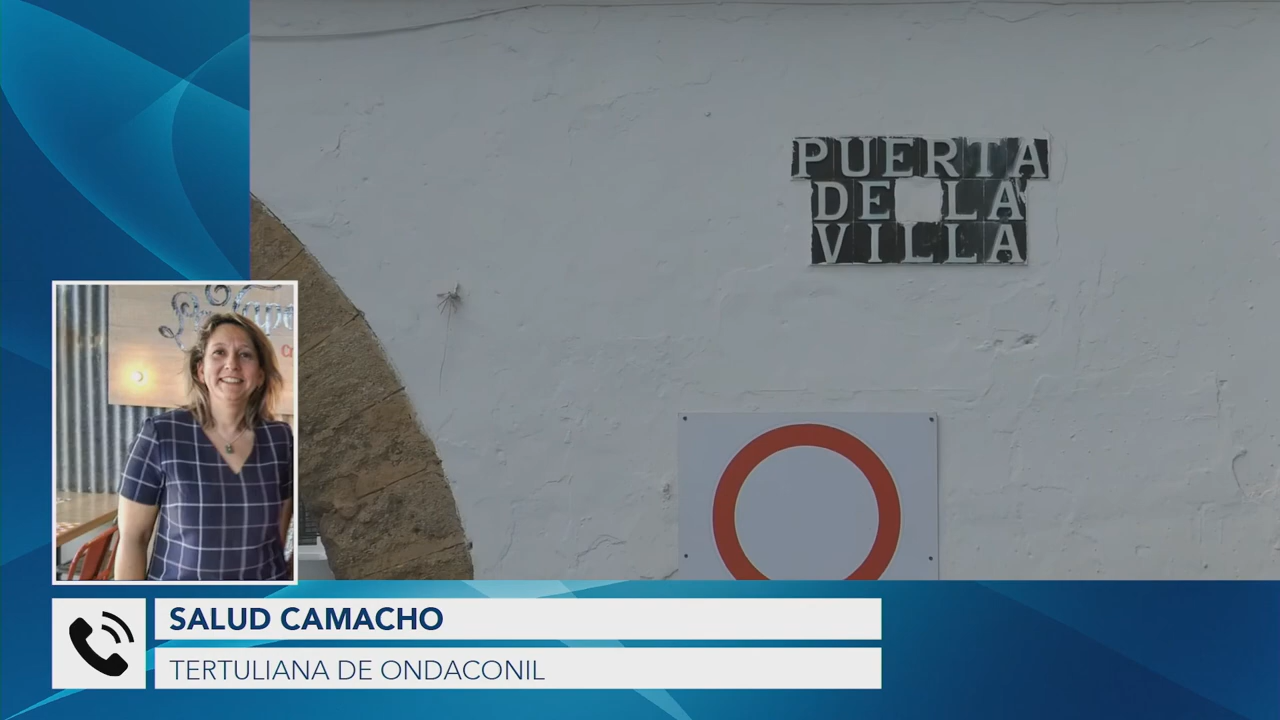 PUERTA
DE LA
VILLA
SALUD CAMACHO
TERTULIANA DE ONDACONIL